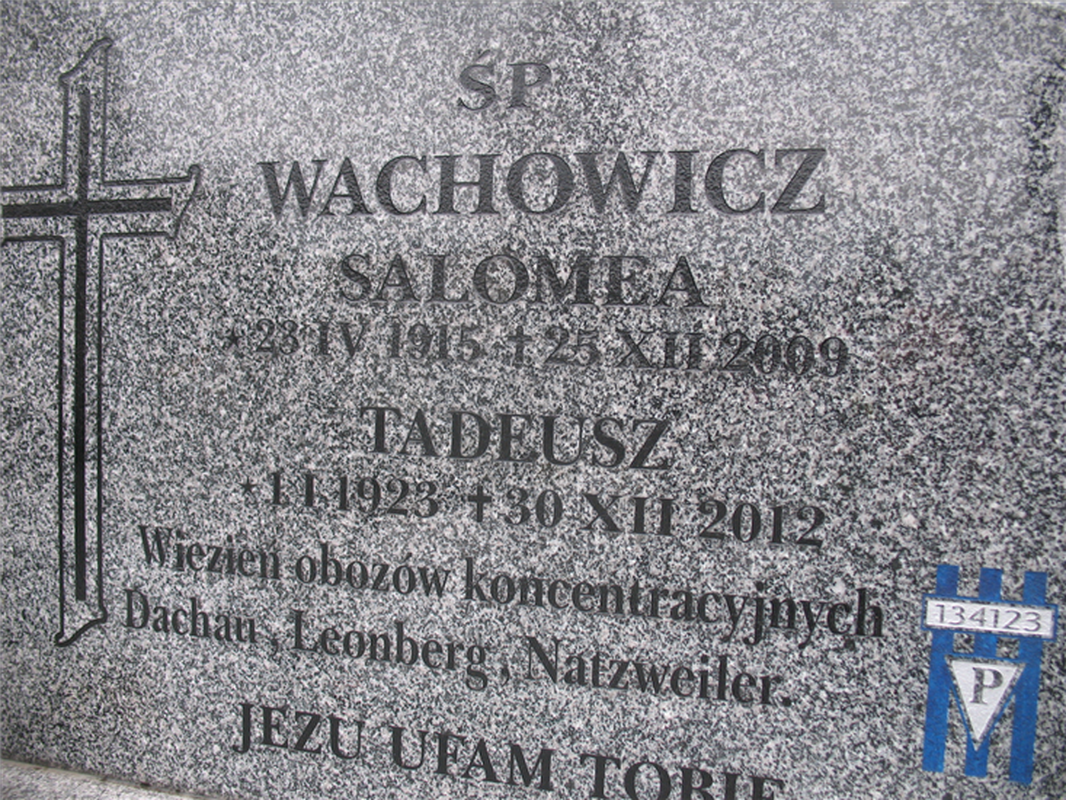 ŚP
WACHOWICZ
SALOMEA
* 23 IV 1915 † 25 XII 2009
TADEUSZ
* 1 I 1923 † 30 XII 2012
Więzień obozów koncentracyjnych
Dachau, Leonberg, Natzweiler.
134123
P
JEZU UFAM TOBIE